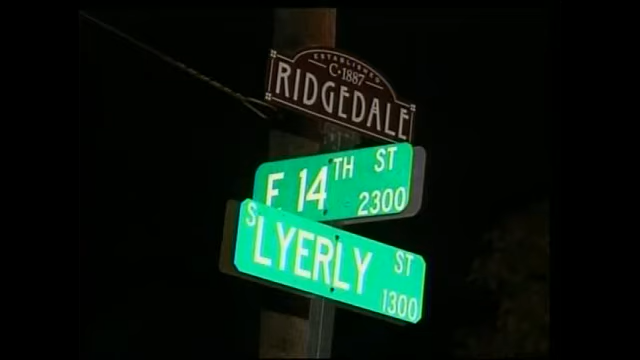 ESTABLISHED
C•1887
RIDGEDALE
E 14TH ST
2300
S LYERLY ST
1300